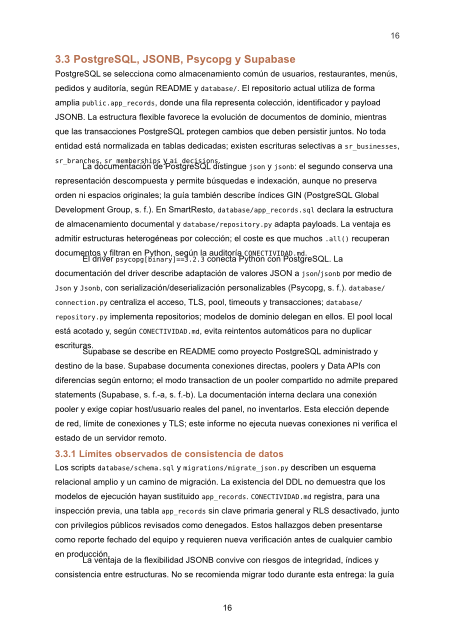 16
3.3 PostgreSQL, JSONB, Psycopg y Supabase
PostgreSQL se selecciona como almacenamiento común de usuarios, restaurantes, menús,
pedidos y auditoría, según README y database/. El repositorio actual utiliza de forma
amplia public.app_records, donde una fila representa colección, identificador y payload
JSONB. La estructura flexible favorece la evolución de documentos de dominio, mientras
que las transacciones PostgreSQL protegen cambios que deben persistir juntos. No toda
entidad está normalizada en tablas dedicadas; existen escrituras selectivas a sr_businesses,
sr_branches, sr_memberships y ai_decisions.
La documentación de PostgreSQL distingue json y jsonb: el segundo conserva una
representación descompuesta y permite búsquedas e indexación, aunque no preserva
orden ni espacios originales; la guía también describe índices GIN (PostgreSQL Global
Development Group, s. f.). En SmartResto, database/app_records.sql declara la estructura
de almacenamiento documental y database/repository.py adapta payloads. La ventaja es
admitir estructuras heterogéneas por colección; el coste es que muchos .all() recuperan
documentos y filtran en Python, según la auditoría CONECTIVIDAD.md.
El driver psycopg[binary]==3.2.3 conecta Python con PostgreSQL. La
documentación del driver describe adaptación de valores JSON a json/jsonb por medio de
Json y Jsonb, con serialización/deserialización personalizables (Psycopg, s. f.). database/
connection.py centraliza el acceso, TLS, pool, timeouts y transacciones; database/
repository.py implementa repositorios; modelos de dominio delegan en ellos. El pool local
está acotado y, según CONECTIVIDAD.md, evita reintentos automáticos para no duplicar
escrituras.
Supabase se describe en README como proyecto PostgreSQL administrado y
destino de la base. Supabase documenta conexiones directas, poolers y Data APIs con
diferencias según entorno; el modo transaction de un pooler compartido no admite prepared
statements (Supabase, s. f.-a, s. f.-b). La documentación interna declara una conexión
pooler y exige copiar host/usuario reales del panel, no inventarlos. Esta elección depende
de red, límite de conexiones y TLS; este informe no ejecuta nuevas conexiones ni verifica el
estado de un servidor remoto.
3.3.1 Límites observados de consistencia de datos
Los scripts database/schema.sql y migrations/migrate_json.py describen un esquema
relacional amplio y un camino de migración. La existencia del DDL no demuestra que los
modelos de ejecución hayan sustituido app_records. CONECTIVIDAD.md registra, para una
inspección previa, una tabla app_records sin clave primaria general y RLS desactivado, junto
con privilegios públicos revisados como denegados. Estos hallazgos deben presentarse
como reporte fechado del equipo y requieren nueva verificación antes de cualquier cambio
en producción.
La ventaja de la flexibilidad JSONB convive con riesgos de integridad, índices y
consistencia entre estructuras. No se recomienda migrar todo durante esta entrega: la guía
16